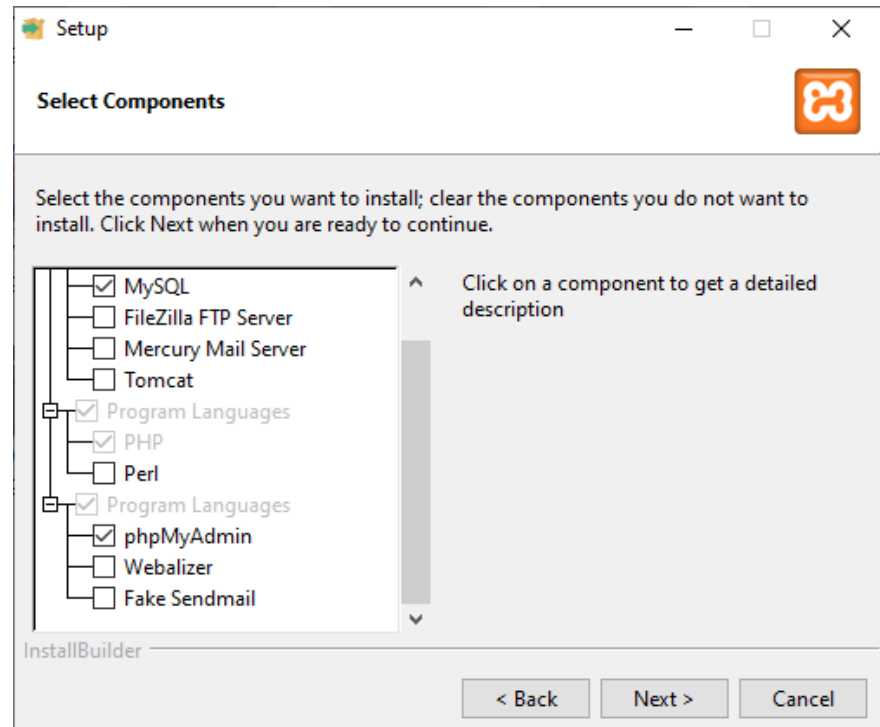 Setup
Select Components
Select the components you want to install; clear the components you do not want to
install. Click Next when you are ready to continue.
MySQL
FileZilla FTP Server
Mercury Mail Server
Tomcat
Program Languages
PHP
Perl
Program Languages
phpMyAdmin
Webalizer
Fake Sendmail
Click on a component to get a detailed
description
InstallBuilder
< Back
Next >
Cancel